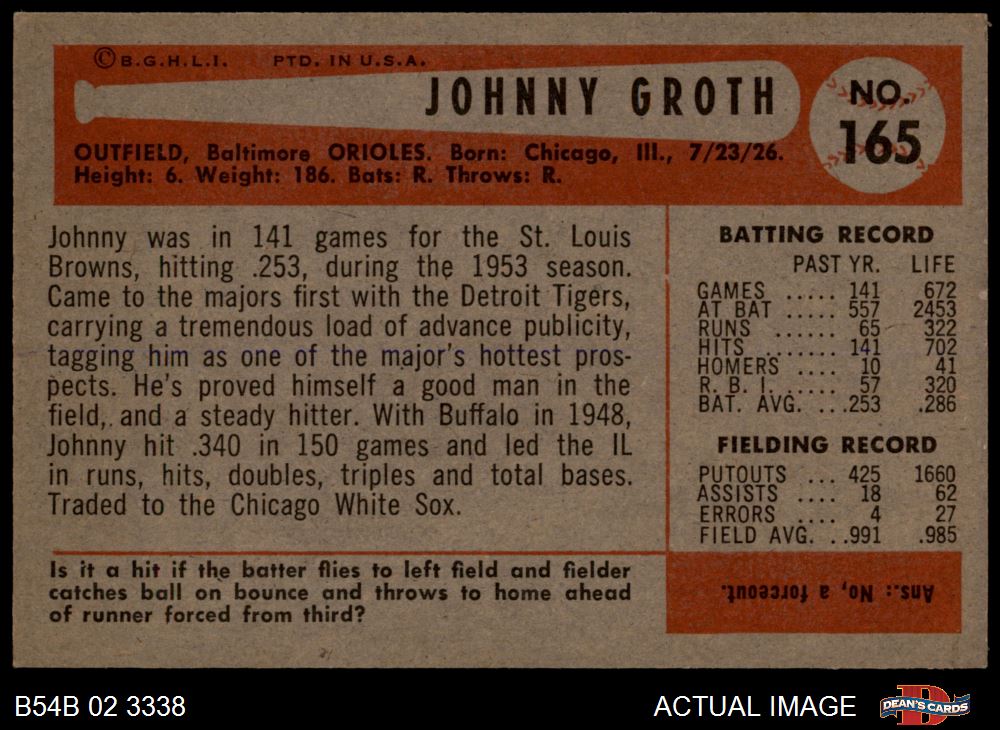 ©B.G.H.L.I. PTD. IN U.S.A.
JOHNNY GROTH
NO.
165
OUTFIELD, Baltimore ORIOLES. Born: Chicago, Ill., 7/23/26.
Height: 6. Weight: 186. Bats: R. Throws: R.
Johnny was in 141 games for the St. Louis
Browns, hitting .253, during the 1953 season.
Came to the majors first with the Detroit Tigers,
carrying a tremendous load of advance publicity,
tagging him as one of the major's hottest pros-
pects. He's proved himself a good man in the
field, and a steady hitter. With Buffalo in 1948,
Johnny hit .340 in 150 games and led the IL
in runs, hits, doubles, triples and total bases.
Traded to the Chicago White Sox.
BATTING RECORD
PAST YR. LIFE
GAMES ..... 141 672
AT BAT ..... 557 2453
RUNS ...... 65 322
HITS ........ 141 702
HOMERS .... 10 41
R. B. I. ...... 57 320
BAT. AVG. ...253 .286
FIELDING RECORD
PUTOUTS ... 425 1660
ASSISTS .... 18 62
ERRORS .... 4 27
FIELD AVG. ..991 .985
Is it a hit if the batter flies to left field and fielder
catches ball on bounce and throws to home ahead
of runner forced from third?
Ans.: No, a forceout.
B54B 02 3338
ACTUAL IMAGE
D
DEAN'S CARDS